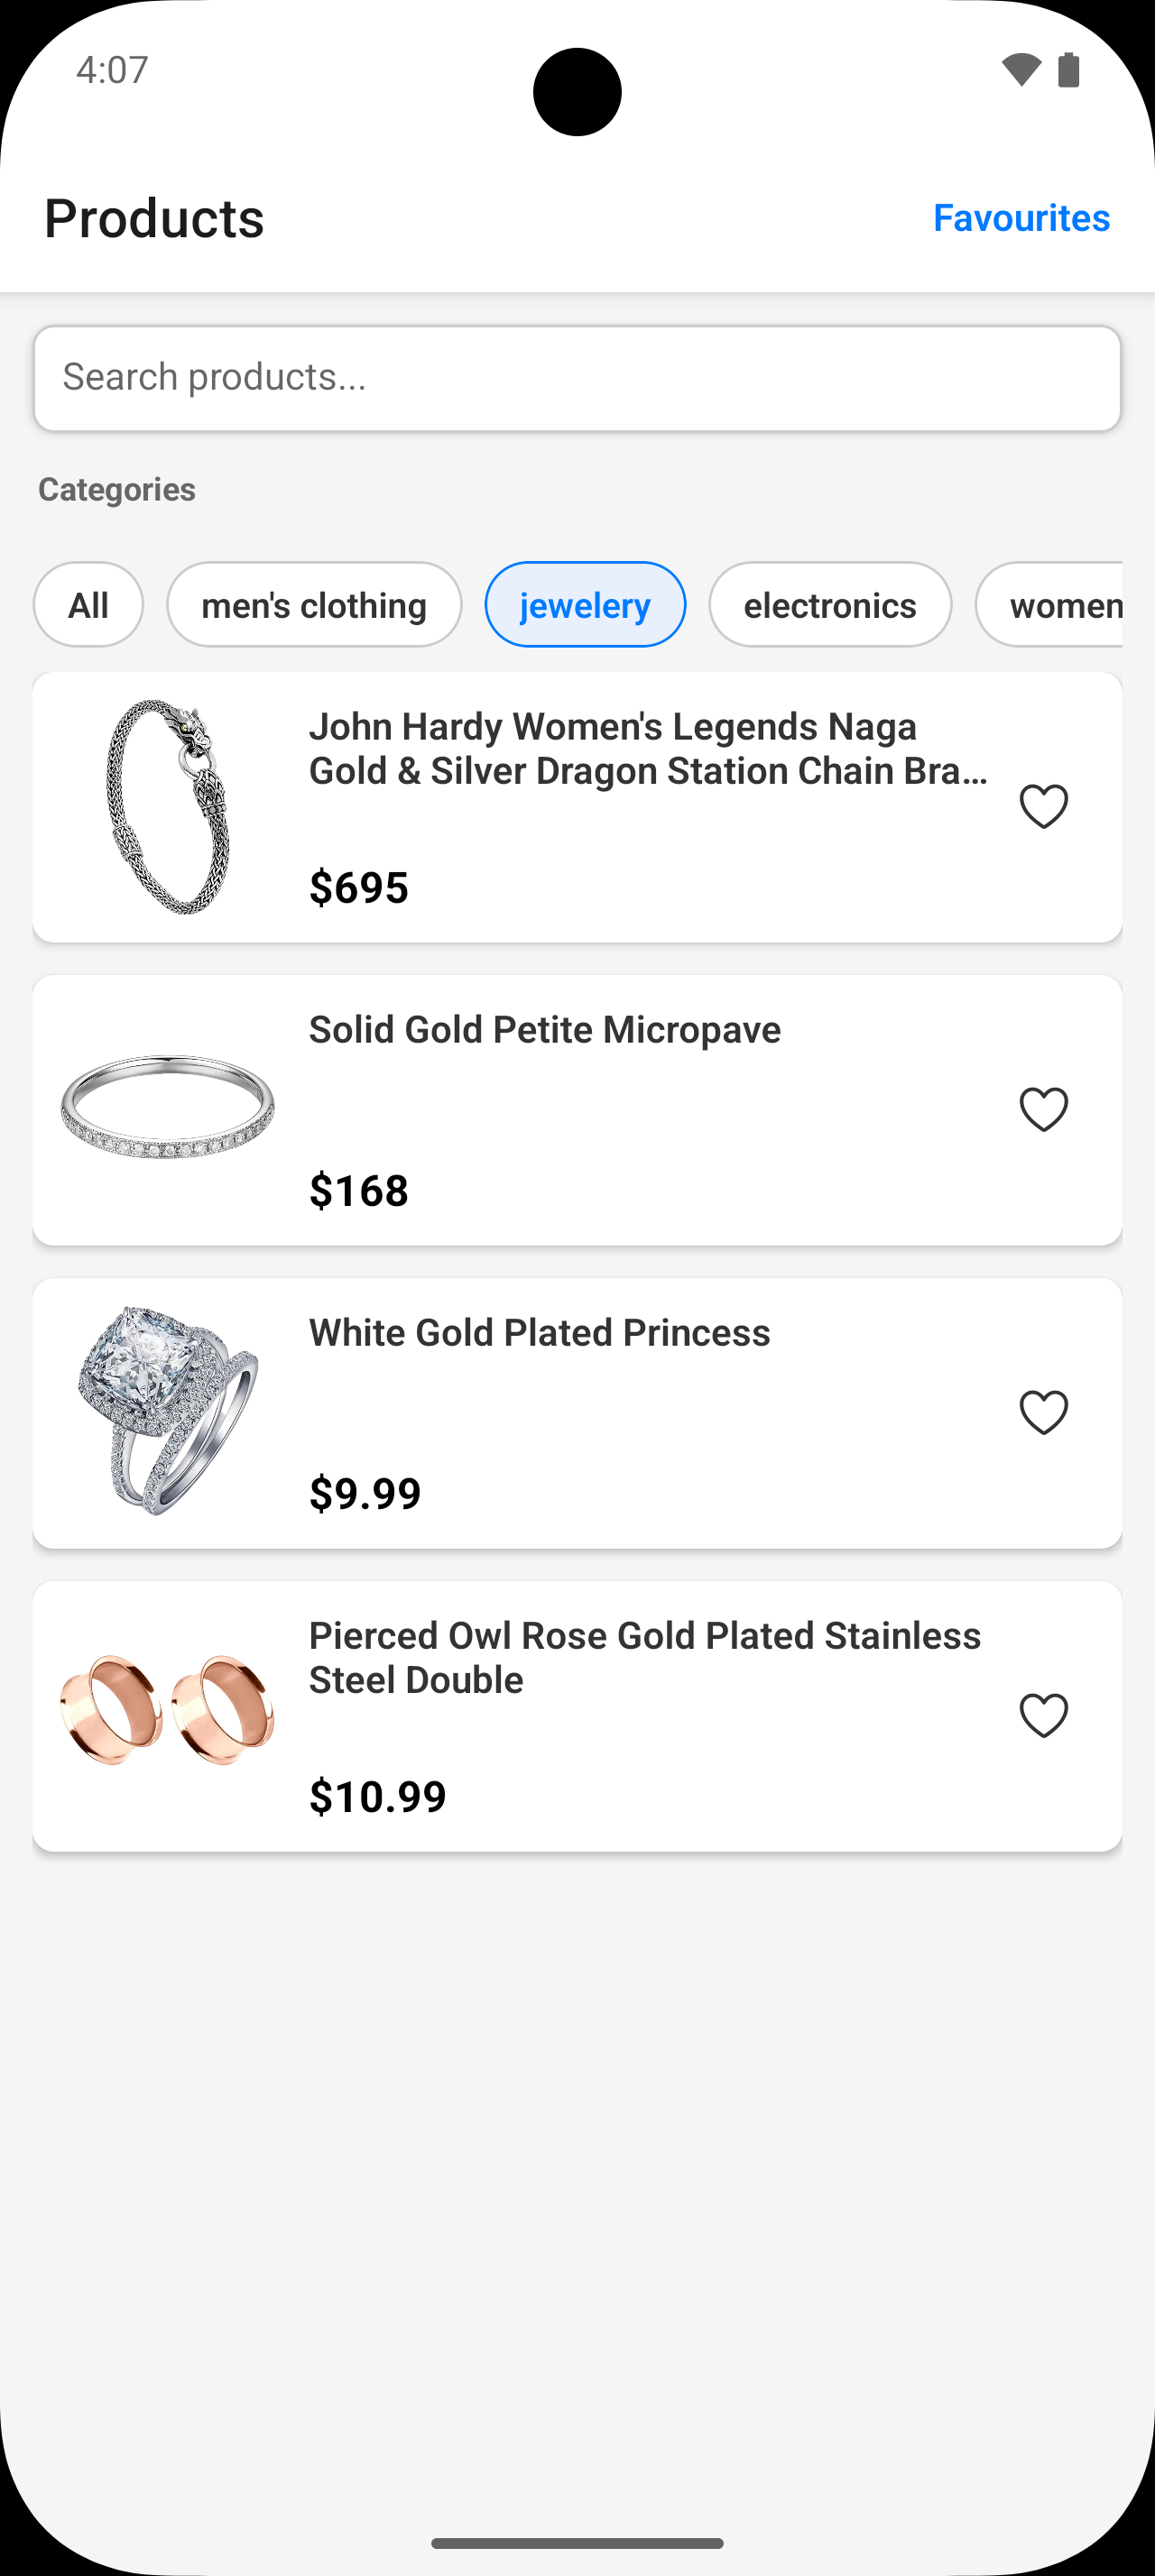 4:07
Products
Favourites
Search products...
Categories
All
men's clothing
jewelery
electronics
women
John Hardy Women's Legends Naga
Gold & Silver Dragon Station Chain Bra...
$695
Solid Gold Petite Micropave
$168
White Gold Plated Princess
$9.99
Pierced Owl Rose Gold Plated Stainless
Steel Double
$10.99